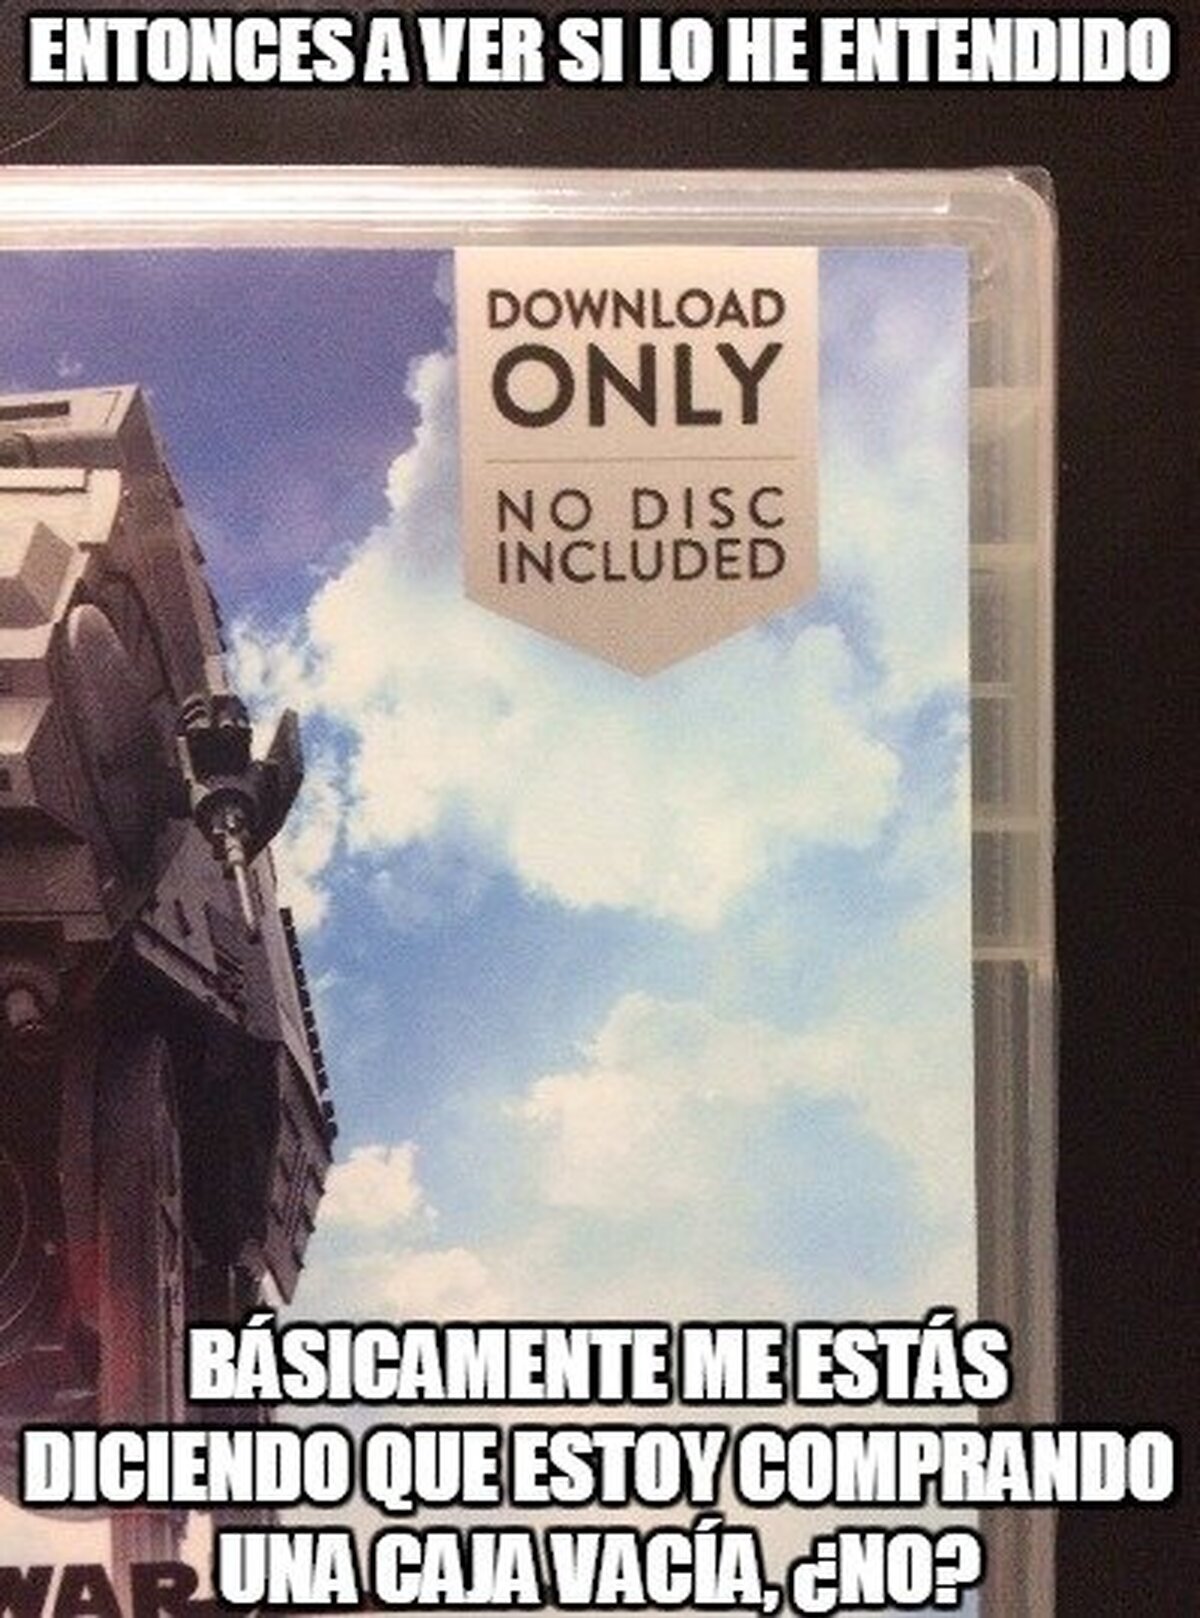 ENTONCES A VER SI LO HE ENTENDIDO
DOWNLOAD
ONLY
NO DISC
INCLUDED
BÁSICAMENTE ME ESTÁS
DICIENDO QUE ESTOY COMPRANDO
UNA CAJA VACÍA, ¿NO?
WAR